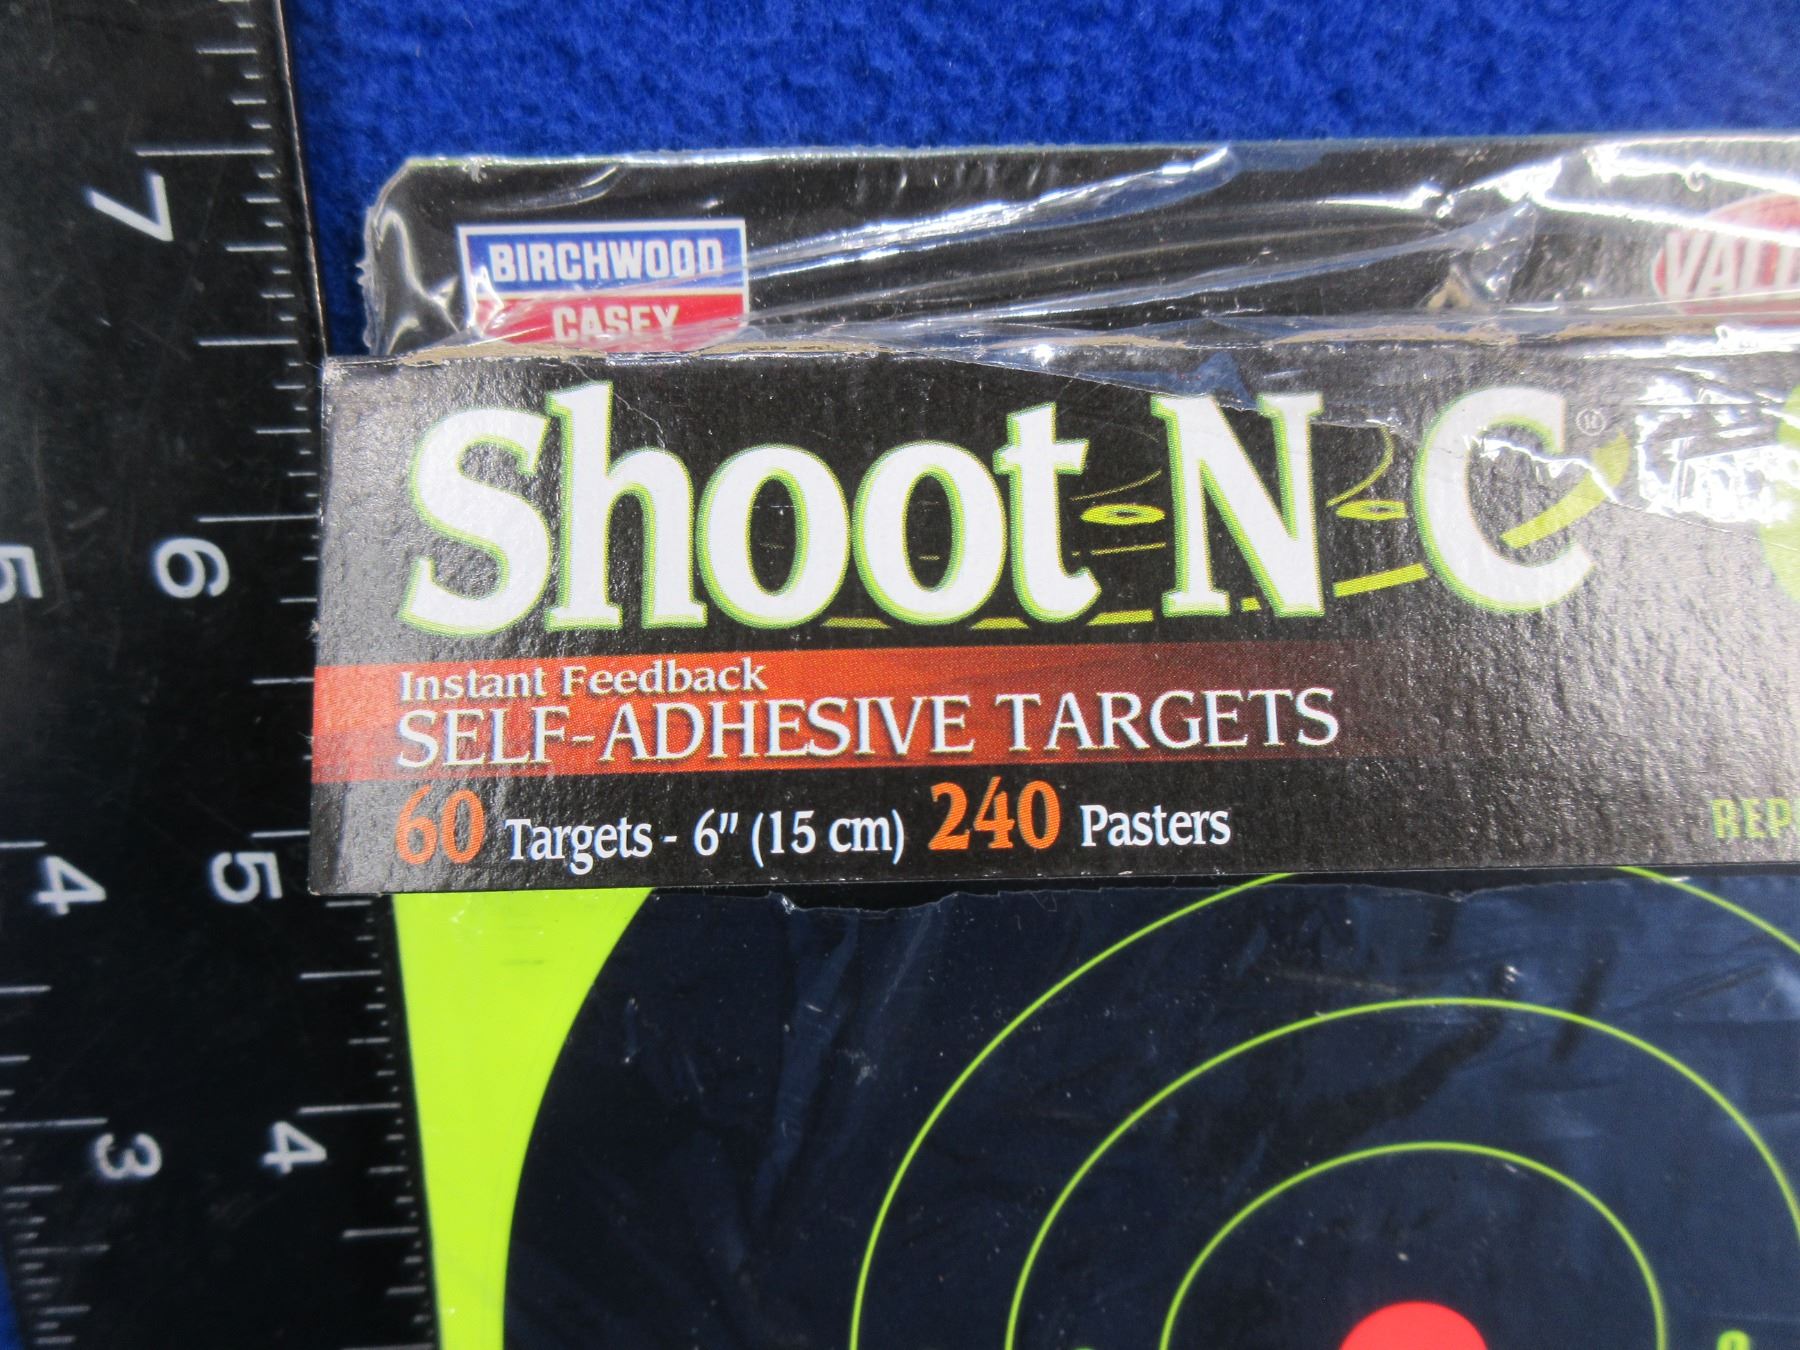 7
BIRCHWOOD
CASEY
Shoot•N•C®
Instant Feedback
SELF-ADHESIVE TARGETS
60 Targets - 6" (15 cm) 240 Pasters
5 6
4 5
3 4